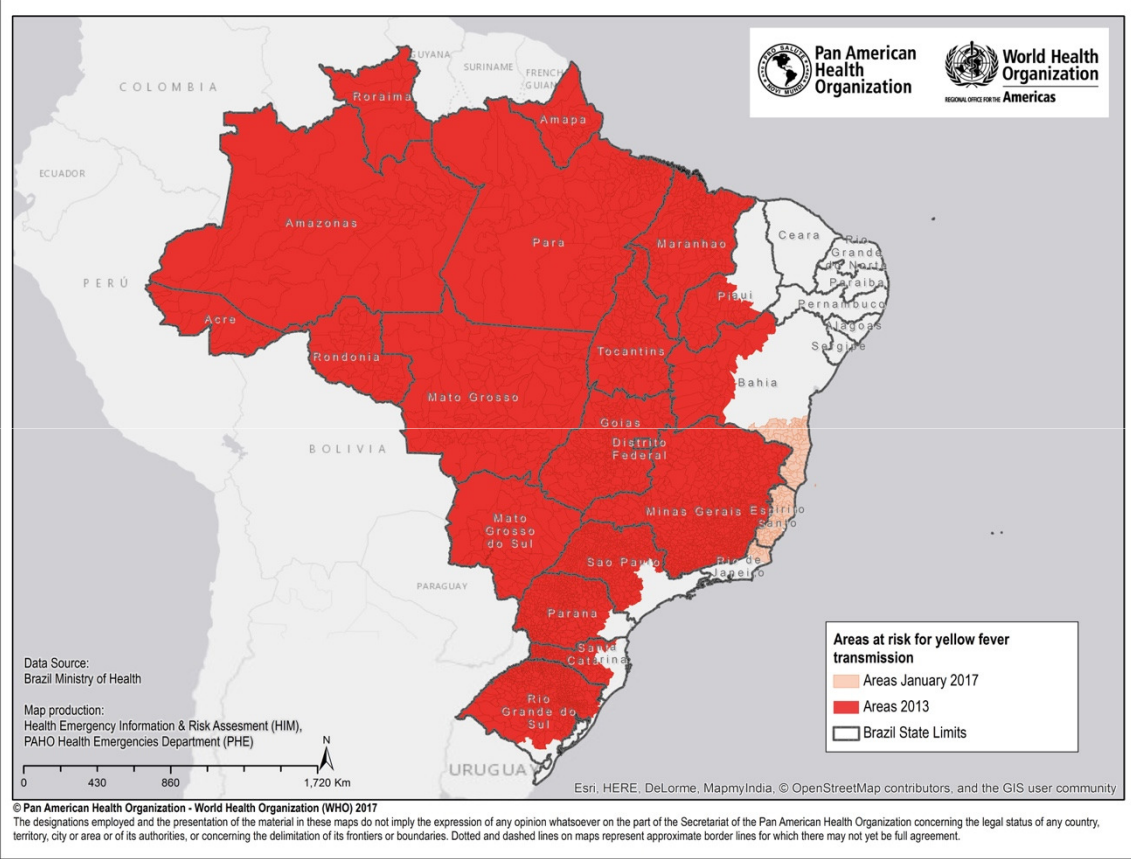 Pan American
Health
Organization
PRO SALUTE
NOVI MUNDI
World Health
Organization
REGIONAL OFFICE FOR THE Americas
GUYANA
SURINAME
FRENCH
GUIAN
COLOMBIA
Roraima
Amapa
ECUADOR
Amazonas
Para
Maranhao
Ceara
Rio
Grande
do Norte
Paraiba
PERÚ
Piaui
Pernambuco
Acre
Alagoas
Sergipe
Rondonia
Tocantins
Bahia
Mato Grosso
Goias
Distrito
Federal
BOLIVIA
Minas Gerais
Espirito
Santo
Mato
Grosso
do Sul
Sao Paulo
Rio de
Janeiro
PARAGUAY
Parana
Santa
Catarina
Rio
Grande do
Sul
URUGUAY
Areas at risk for yellow fever
transmission
Areas January 2017
Areas 2013
Brazil State Limits
Data Source:
Brazil Ministry of Health
Map production:
Health Emergency Information & Risk Assesment (HIM),
PAHO Health Emergencies Department (PHE)
N
0 430 860 1,720 Km
Esri, HERE, DeLorme, MapmyIndia, © OpenStreetMap contributors, and the GIS user community
© Pan American Health Organization - World Health Organization (WHO) 2017
The designations employed and the presentation of the material in these maps do not imply the expression of any opinion whatsoever on the part of the Secretariat of the Pan American Health Organization concerning the legal status of any country,
territory, city or area or of its authorities, or concerning the delimitation of its frontiers or boundaries. Dotted and dashed lines on maps represent approximate border lines for which there may not yet be full agreement.